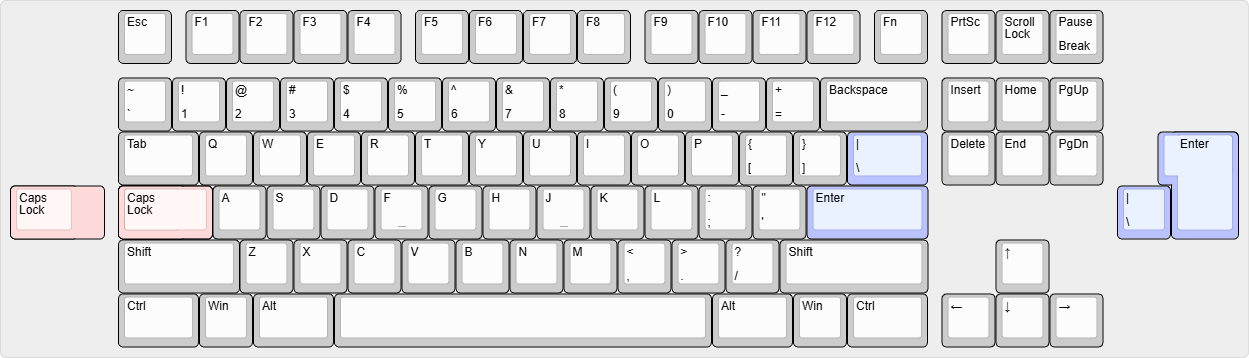 Esc F1 F2 F3 F4 F5 F6 F7 F8 F9 F10 F11 F12 Fn PrtSc Scroll Pause
Lock Break
~ ! @ # $ % ^ & * ( ) _ + Backspace Insert Home PgUp
` 1 2 3 4 5 6 7 8 9 0 - =
Tab Q W E R T Y U I O P { } | Delete End PgDn Enter
[ ] \
Caps Caps A S D F G H J K L : " Enter |
Lock Lock _ _ ; ' \
Shift Z X C V B N M < > ? Shift ↑
, . /
Ctrl Win Alt Alt Win Ctrl ← ↓ →